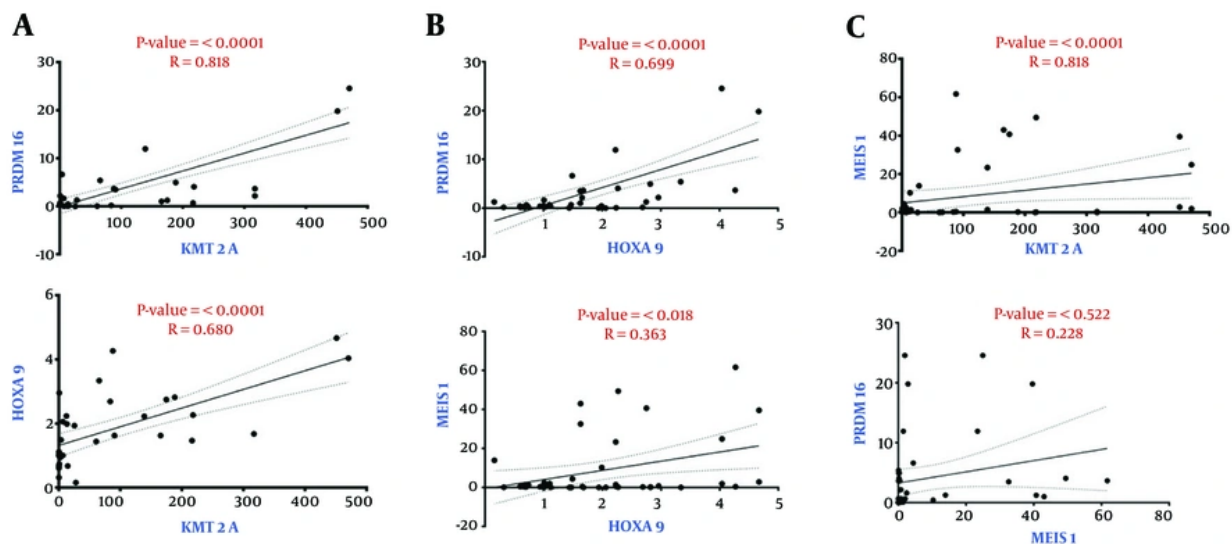 A
P-value = < 0.0001
R = 0.818
30
20
10
0
-10
100
200
300
400
500
PRDM 16
KMT 2 A
B
P-value = < 0.0001
R = 0.699
30
20
10
0
-10
1
2
3
4
5
PRDM 16
HOXA 9
C
P-value = < 0.0001
R = 0.818
80
60
40
20
0
-20
100
200
300
400
500
MEIS 1
KMT 2 A
P-value = < 0.0001
R = 0.680
6
4
2
0
0
100
200
300
400
500
HOXA 9
KMT 2 A
P-value = < 0.018
R = 0.363
80
60
40
20
0
-20
1
2
3
4
5
MEIS 1
HOXA 9
P-value = < 0.522
R = 0.228
30
20
10
0
0
20
40
60
80
PRDM 16
MEIS 1